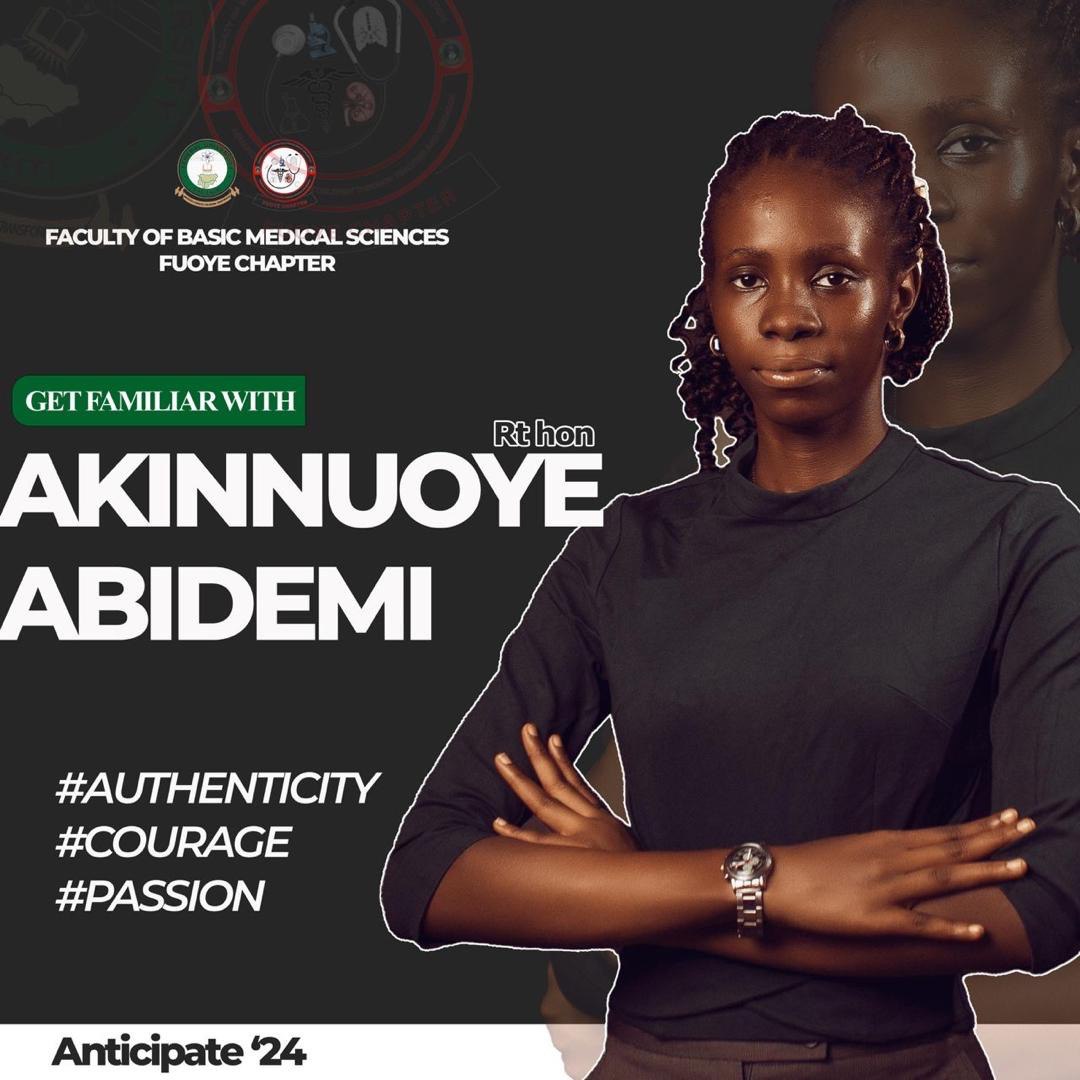 FACULTY OF BASIC MEDICAL SCIENCES
FUOYE CHAPTER
GET FAMILIAR WITH
Rt hon
AKINNUOYE
ABIDEMI
#AUTHENTICITY
#COURAGE
#PASSION
Anticipate ‘24